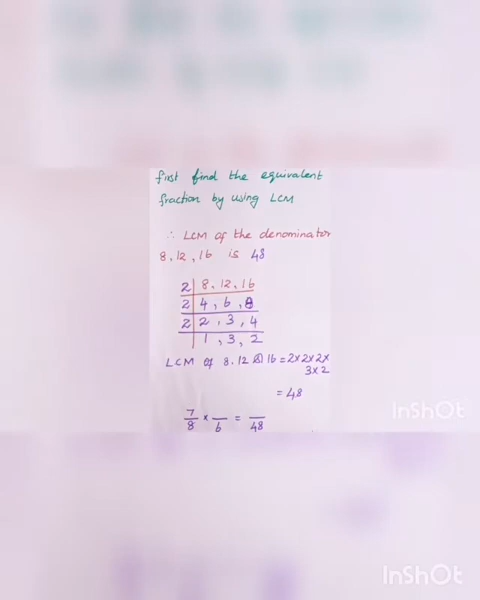 first find the equivalent
fraction by using LCM
∴ LCM of the denominator
8, 12, 16 is 48
2 | 8, 12, 16
2 | 4, 6, 8
2 | 2, 3, 4
1, 3, 2
LCM of 8, 12 & 16 = 2×2×2×
3×2
= 48
7/8 × /6 = /48
InShOt
InShOt